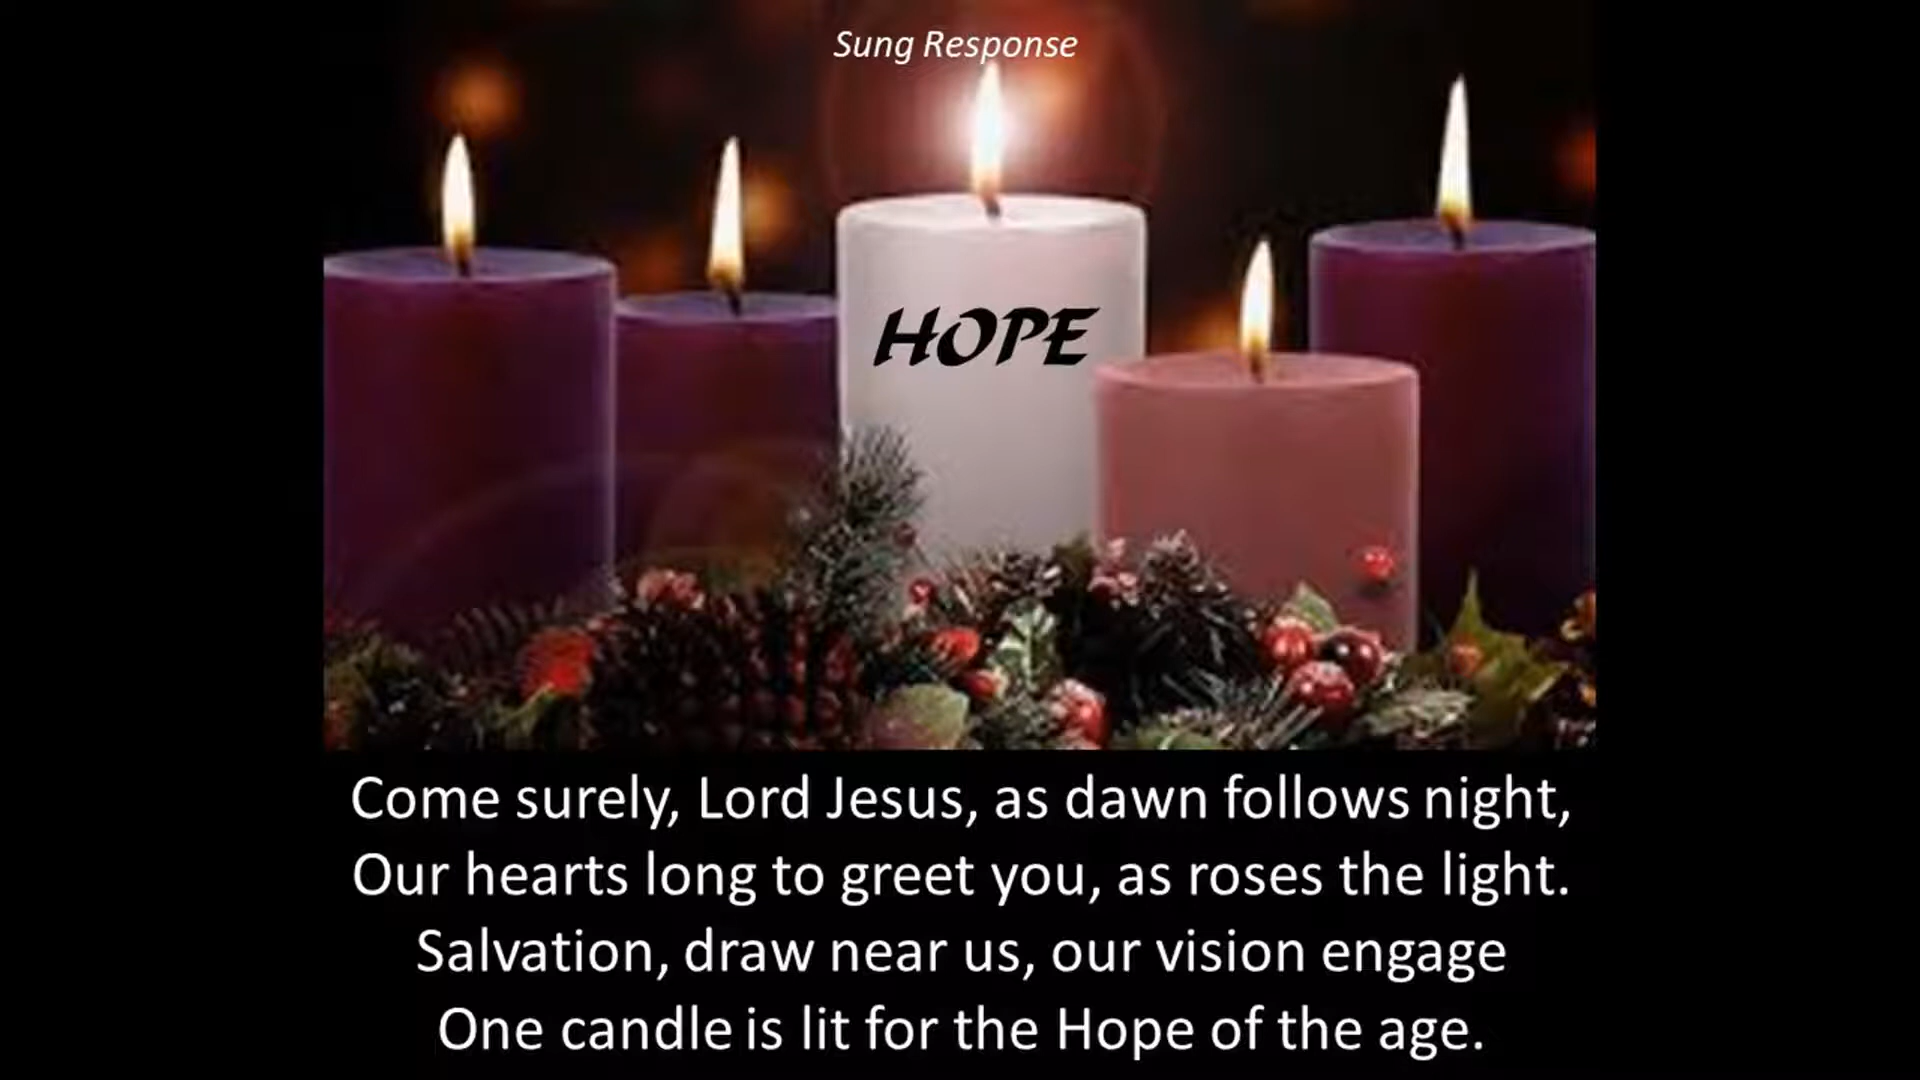 Sung Response
HOPE
Come surely, Lord Jesus, as dawn follows night,
Our hearts long to greet you, as roses the light.
Salvation, draw near us, our vision engage
One candle is lit for the Hope of the age.